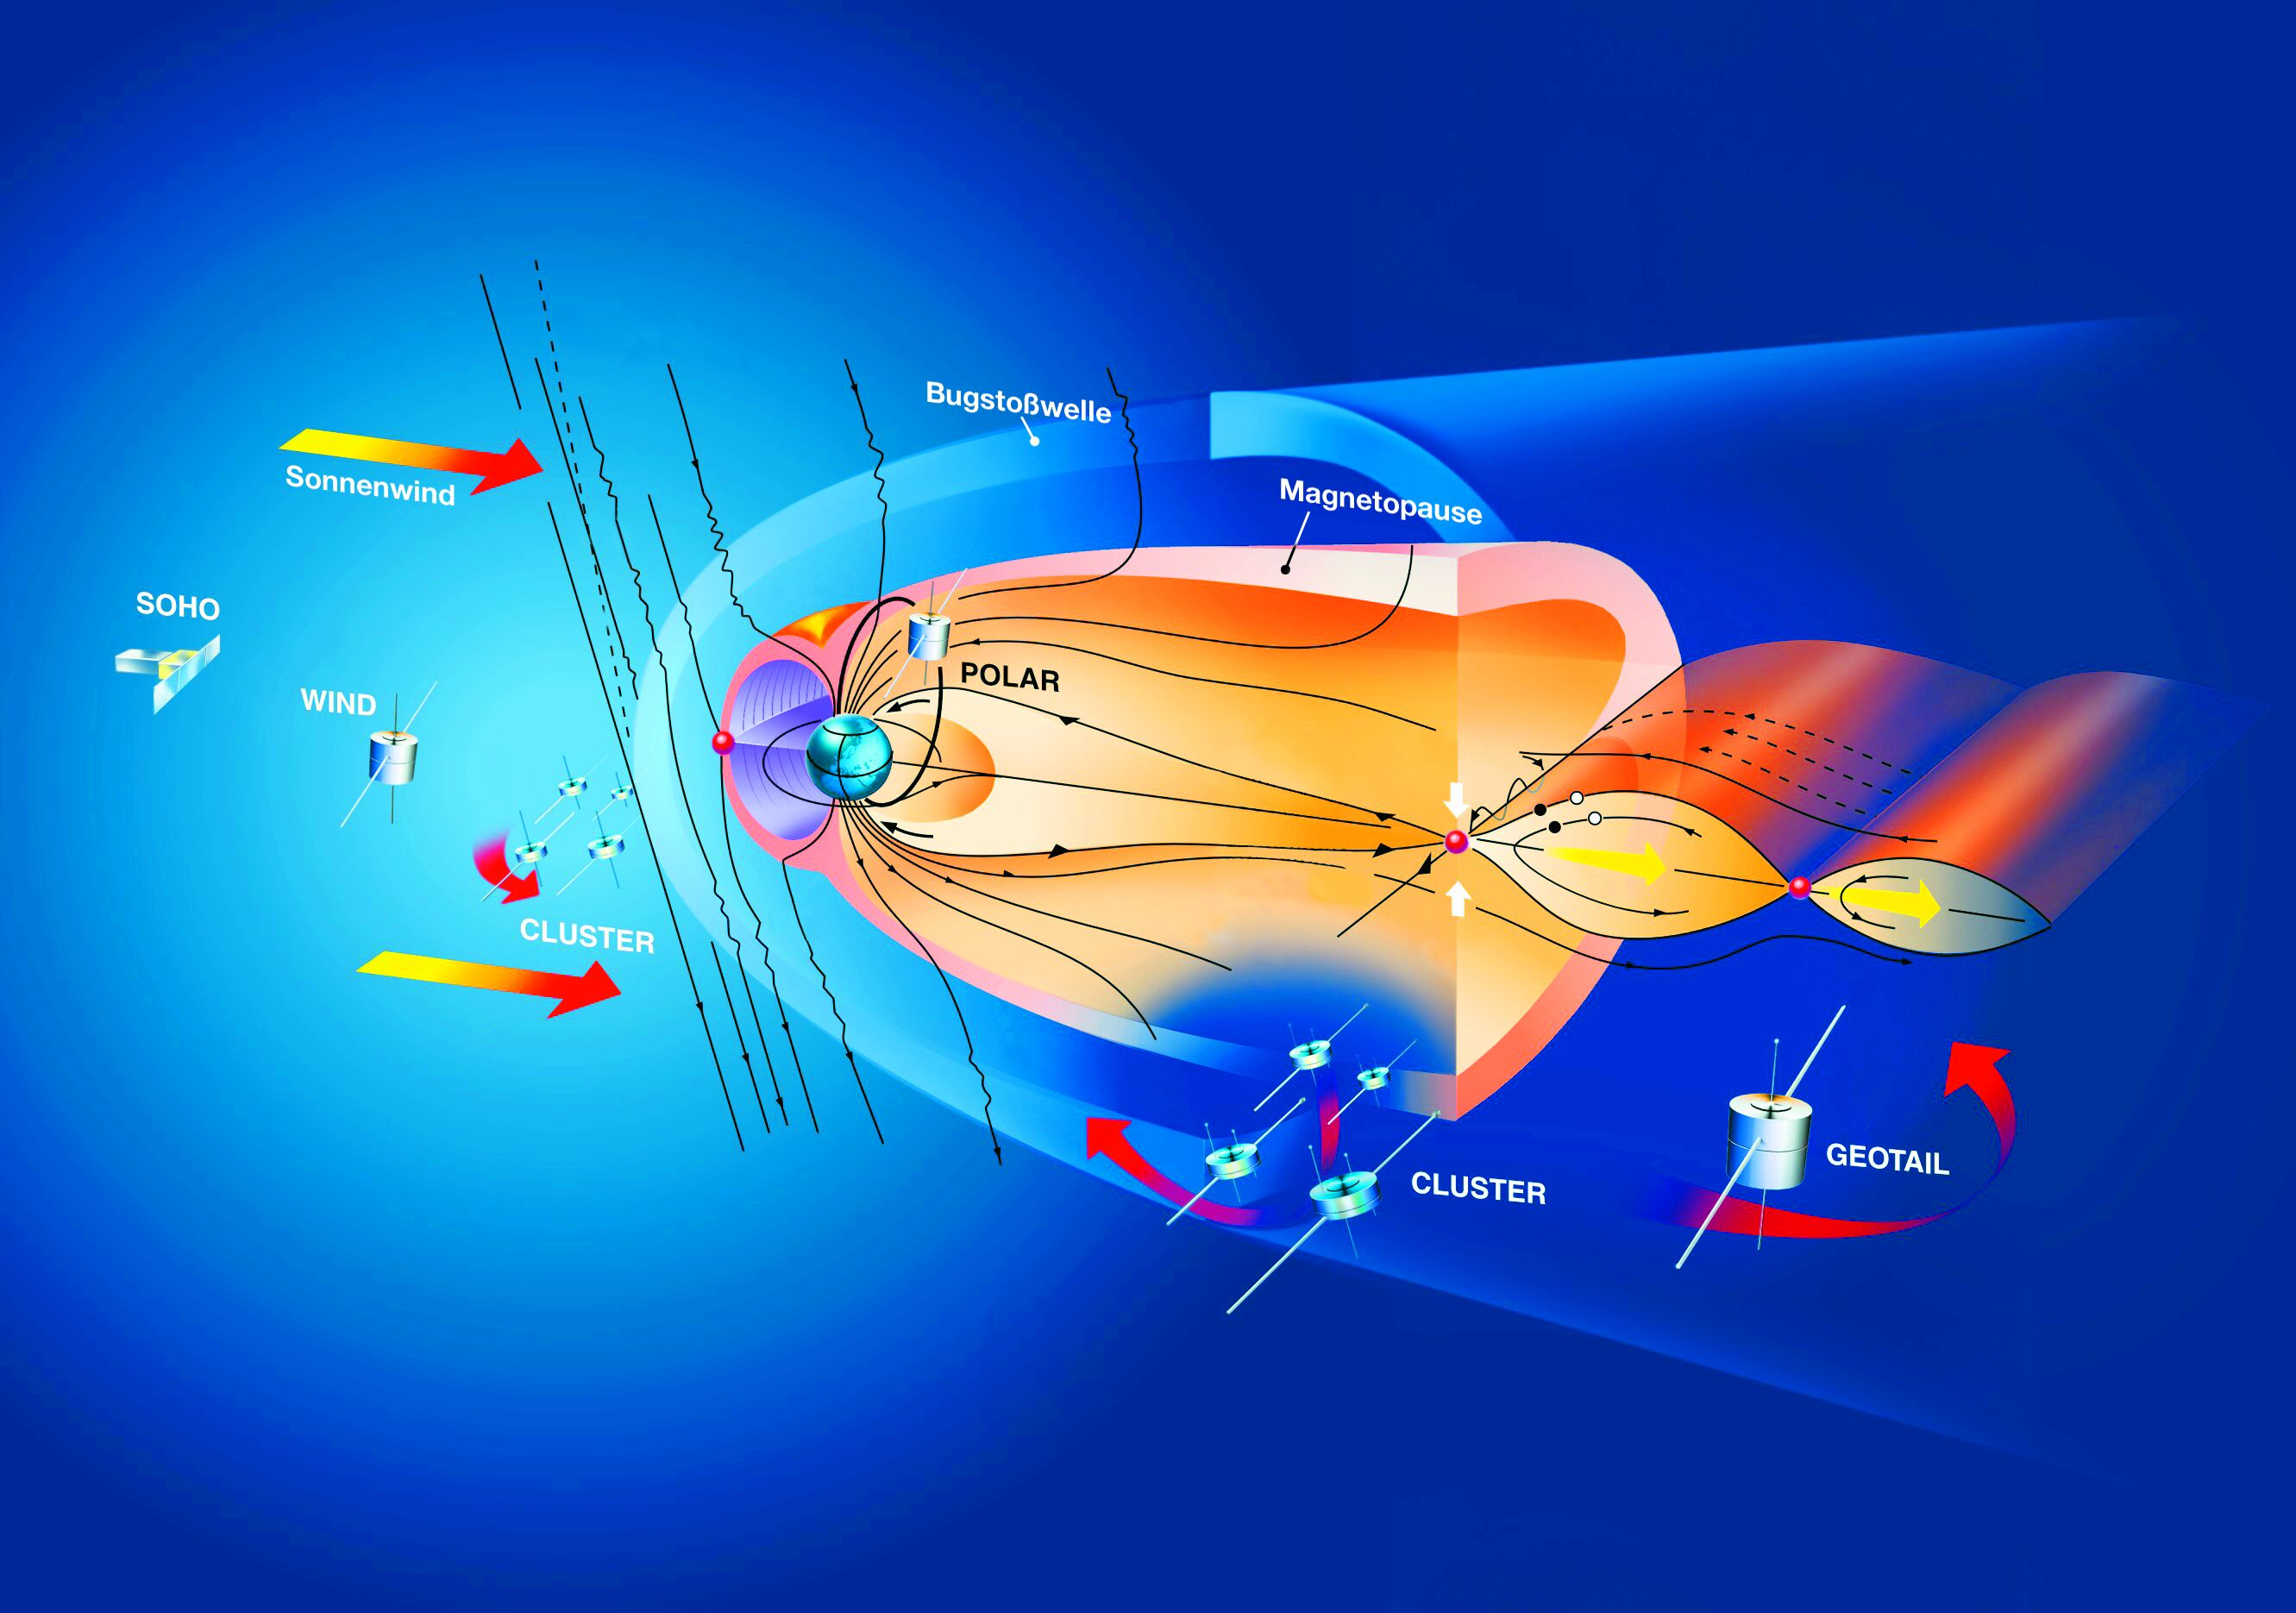 Bugstoßwelle
Sonnenwind
Magnetopause
SOHO
WIND
POLAR
CLUSTER
CLUSTER
GEOTAIL